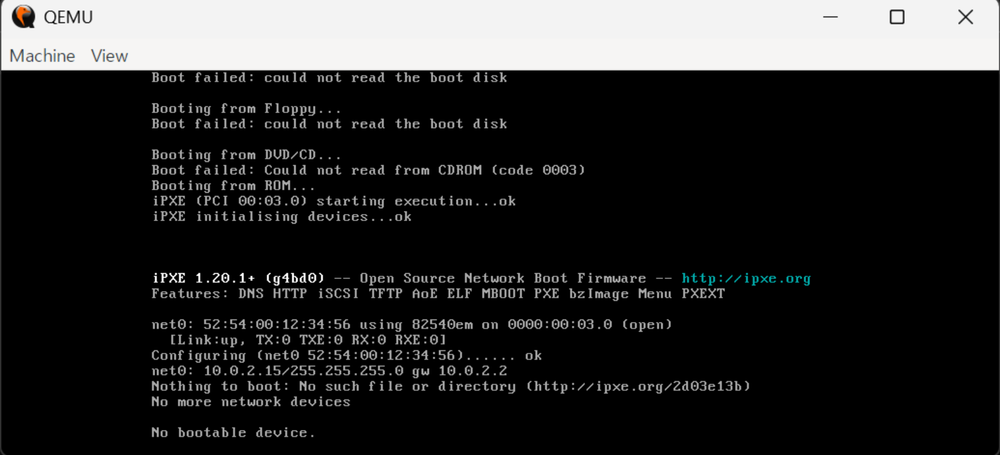 QEMU
Machine View
Boot failed: could not read the boot disk
Booting from Floppy...
Boot failed: could not read the boot disk
Booting from DVD/CD...
Boot failed: Could not read from CDROM (code 0003)
Booting from ROM...
iPXE (PCI 00:03.0) starting execution...ok
iPXE initialising devices...ok
iPXE 1.20.1+ (g4bd0) -- Open Source Network Boot Firmware -- http://ipxe.org
Features: DNS HTTP iSCSI TFTP AoE ELF MBOOT PXE bzImage Menu PXEXT
net0: 52:54:00:12:34:56 using 82540em on 0000:00:03.0 (open)
[Link:up, TX:0 TXE:0 RX:0 RXE:0]
Configuring (net0 52:54:00:12:34:56)...... ok
net0: 10.0.2.15/255.255.255.0 gw 10.0.2.2
Nothing to boot: No such file or directory (http://ipxe.org/2d03e13b)
No more network devices
No bootable device.